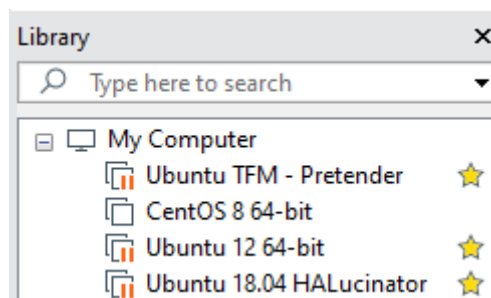 Library
Type here to search
My Computer
Ubuntu TFM - Pretender
CentOS 8 64-bit
Ubuntu 12 64-bit
Ubuntu 18.04 HALucinator